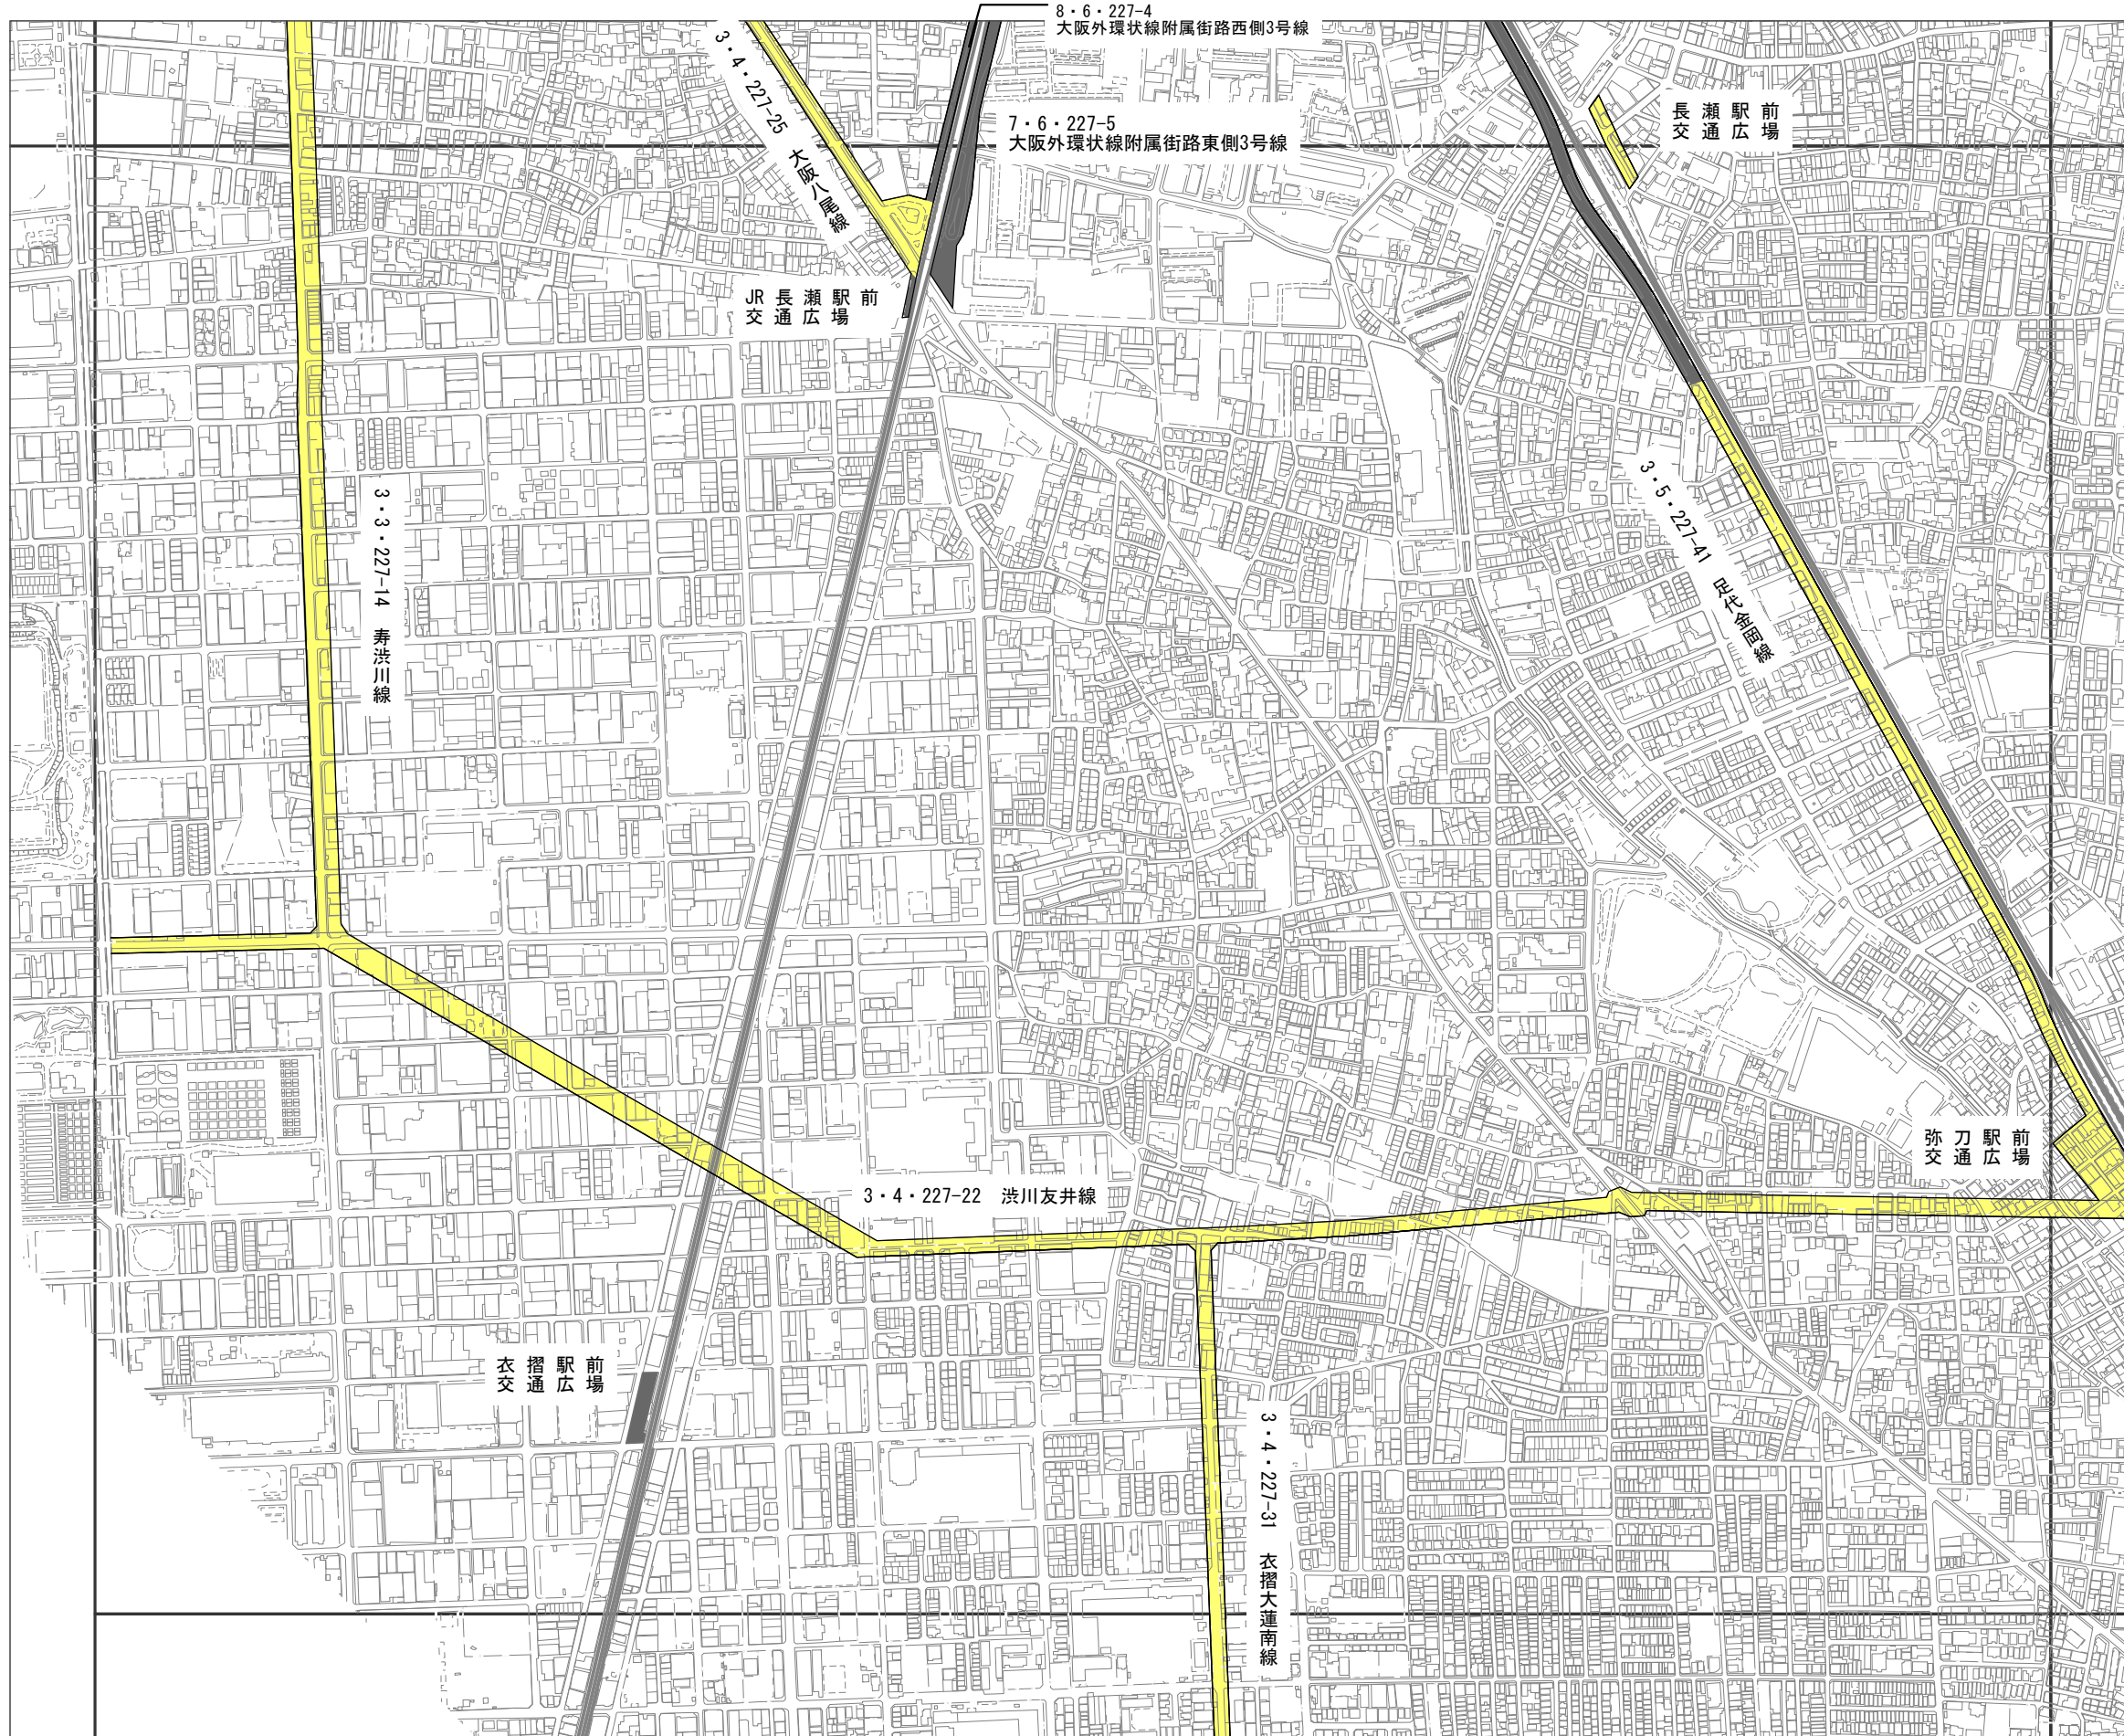 8・6・227-4
大阪外環状線附属街路西側3号線
3・4・227-25 大阪八尾線
7・6・227-5
大阪外環状線附属街路東側3号線
長瀬駅前
交通広場
JR長瀬駅前
交通広場
3・3・227-14 寿渋川線
3・5・227-41 足代金岡線
弥刀駅前
交通広場
3・4・227-22 渋川友井線
衣摺駅前
交通広場
3・4・227-31 衣摺大蓮南線